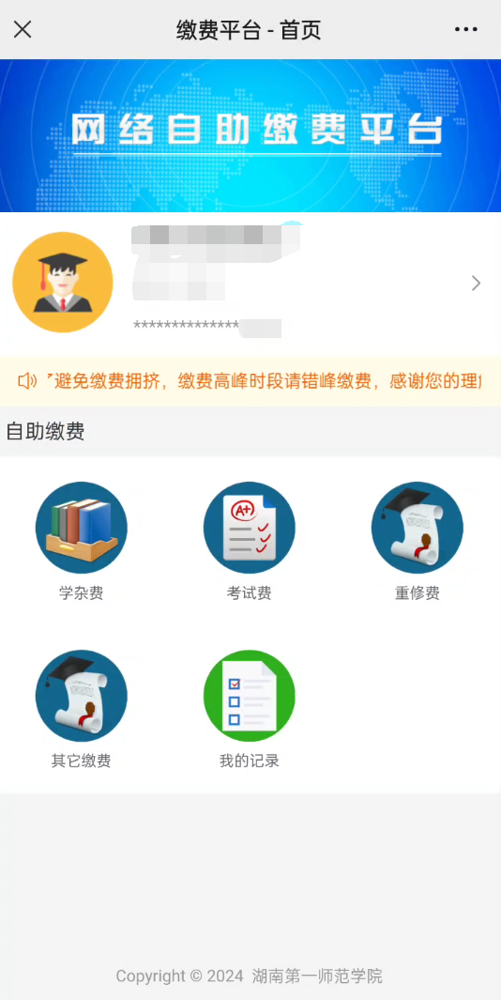 缴费平台 - 首页
网络自助缴费平台
**************
避免缴费拥挤，缴费高峰时段请错峰缴费，感谢您的理
自助缴费
A+
学杂费
考试费
重修费
其它缴费
我的记录
Copyright © 2024 湖南第一师范学院